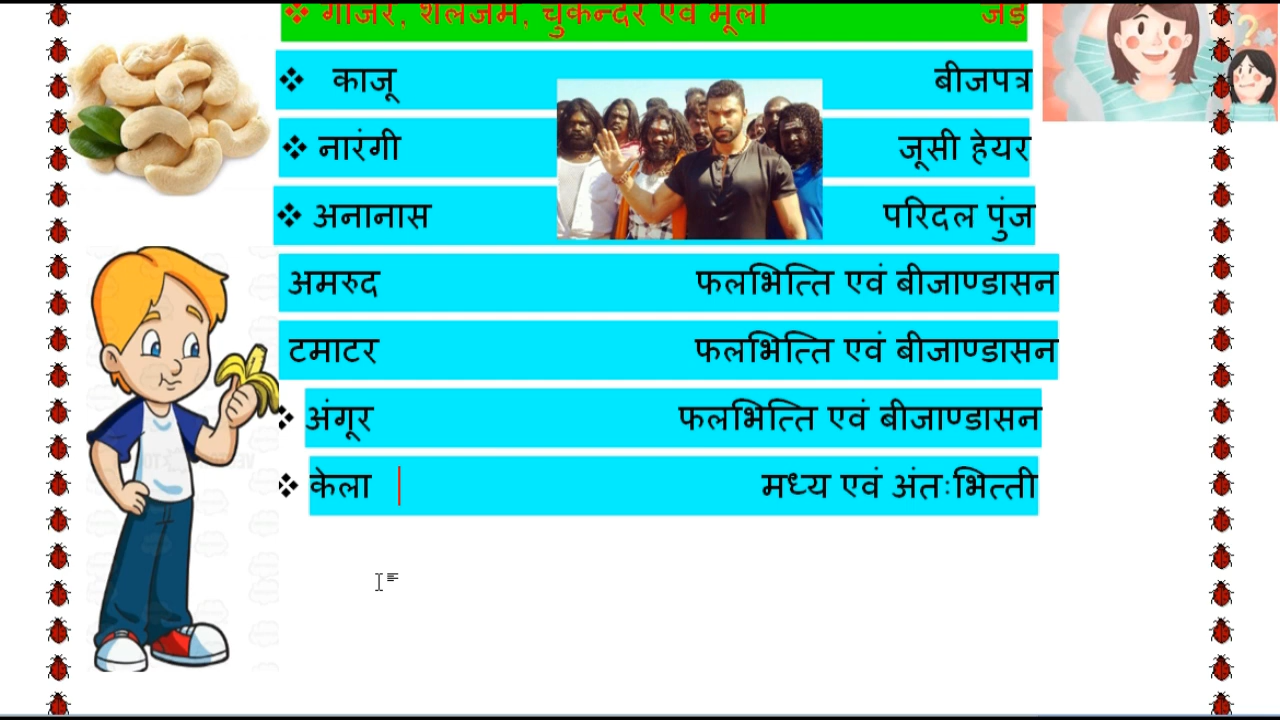 ❖ गाजर, शलजम, चुकन्दर एवं मूली जड़
❖ काजू बीजपत्र
❖ नारंगी जूसी हेयर
❖ अनानास परिदल पुंज
अमरुद फलभित्ति एवं बीजाण्डासन
टमाटर फलभित्ति एवं बीजाण्डासन
❖ अंगूर फलभित्ति एवं बीजाण्डासन
❖ केला मध्य एवं अंतःभित्ती